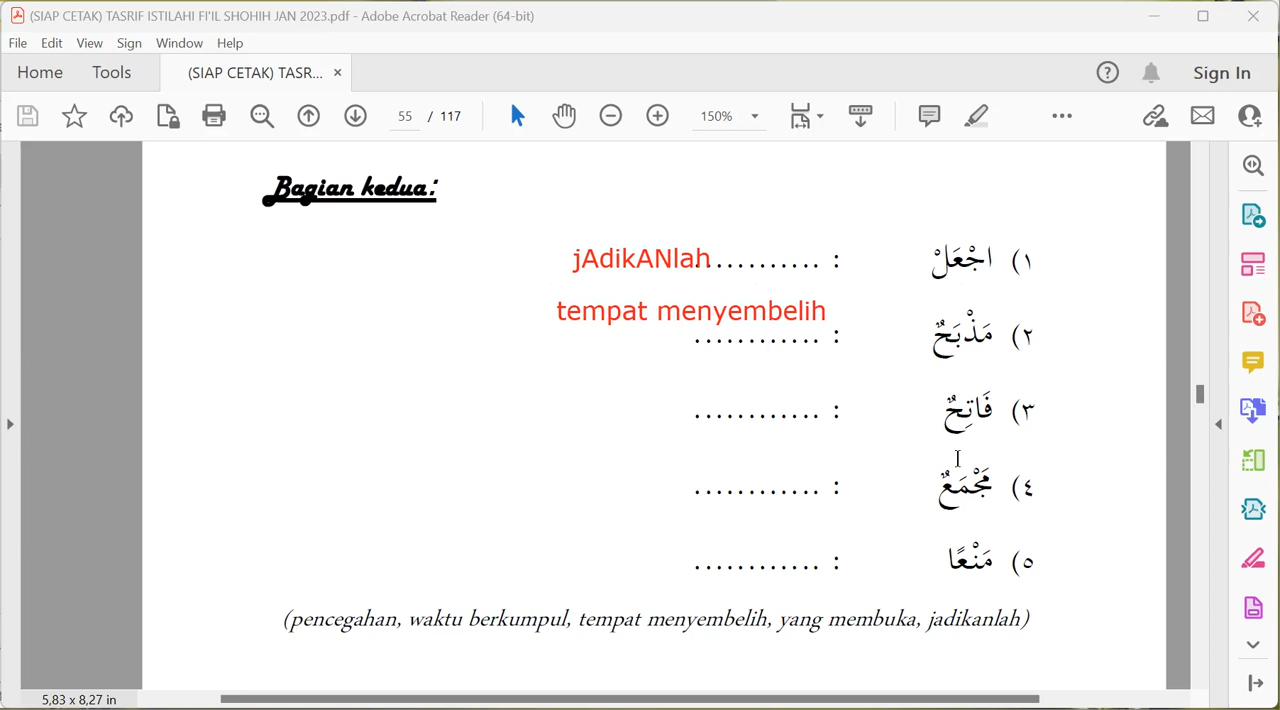 (SIAP CETAK) TASRIF ISTILAHI FI'IL SHOHIH JAN 2023.pdf - Adobe Acrobat Reader (64-bit)
File Edit View Sign Window Help
Home Tools (SIAP CETAK) TASR... × Sign In
55 / 117 150%
Bagian kedua:
١) اجْعَلْ : ............ jAdikANlah
tempat menyembelih
٢) مَذْبَحٌ : ............
٣) فَاتِحٌ : ............
٤) مَجْمَعٌ : ............
٥) مَنْعًا : ............
(pencegahan, waktu berkumpul, tempat menyembelih, yang membuka, jadikanlah)
5,83 x 8,27 in